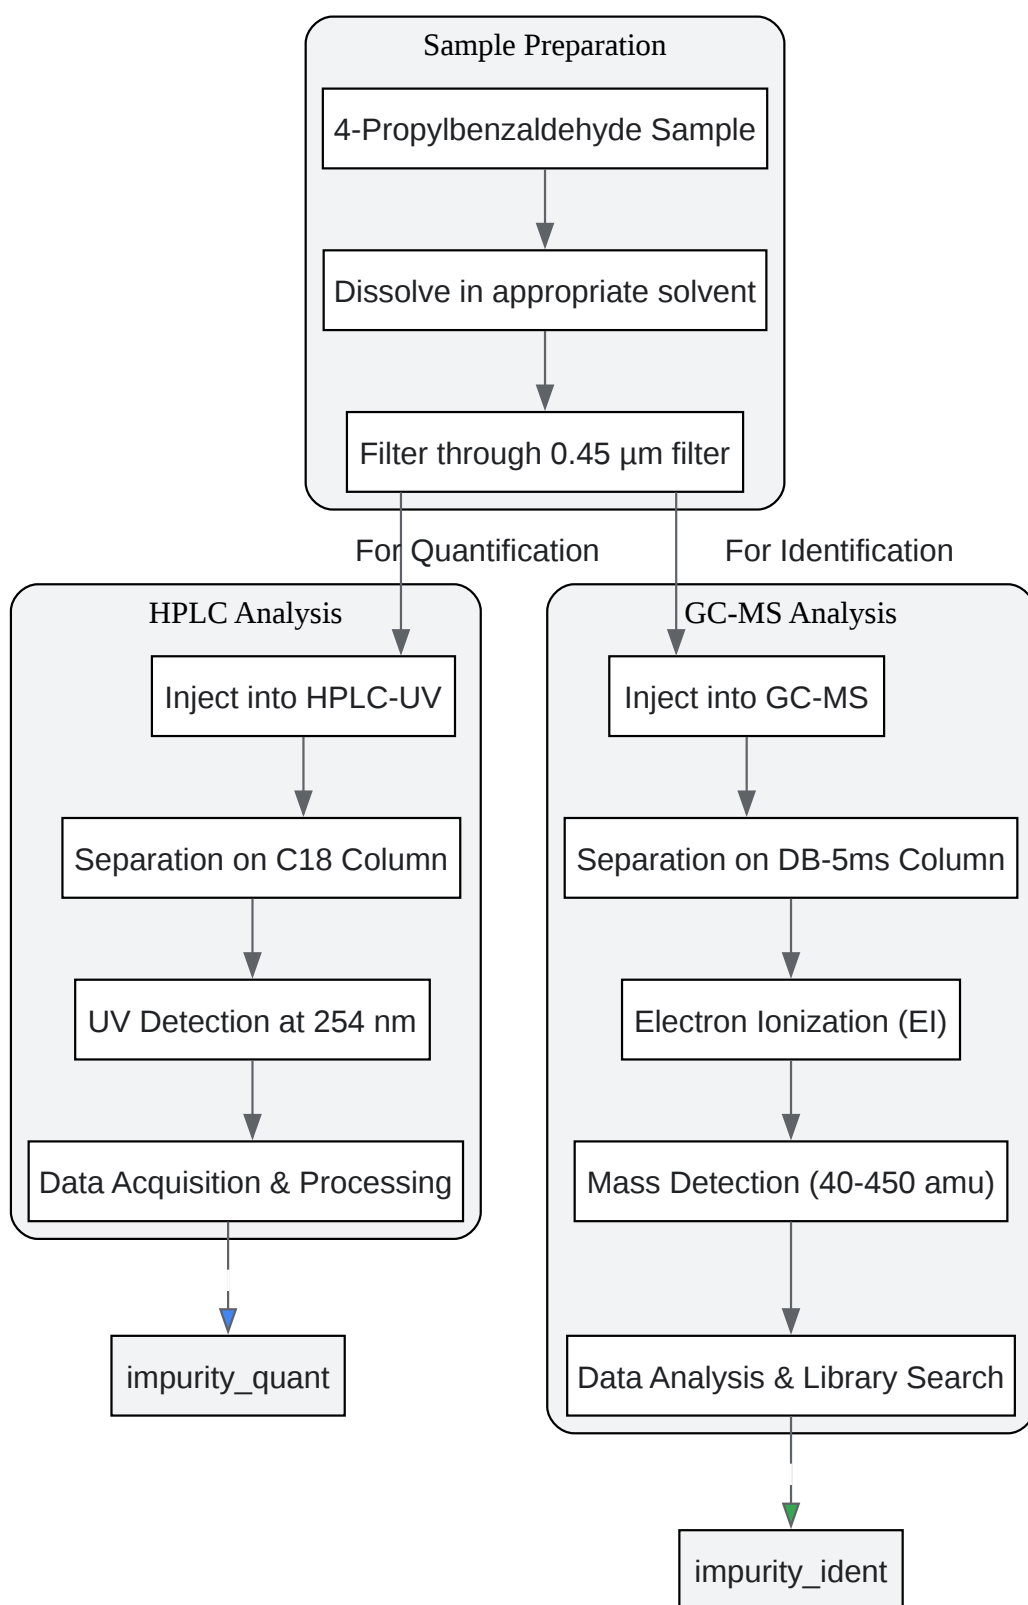 Sample Preparation
4-Propylbenzaldehyde Sample
Dissolve in appropriate solvent
Filter through 0.45 µm filter
For Quantification
For Identification
HPLC Analysis
Inject into HPLC-UV
Separation on C18 Column
UV Detection at 254 nm
Data Acquisition & Processing
impurity_quant
GC-MS Analysis
Inject into GC-MS
Separation on DB-5ms Column
Electron Ionization (EI)
Mass Detection (40-450 amu)
Data Analysis & Library Search
impurity_ident